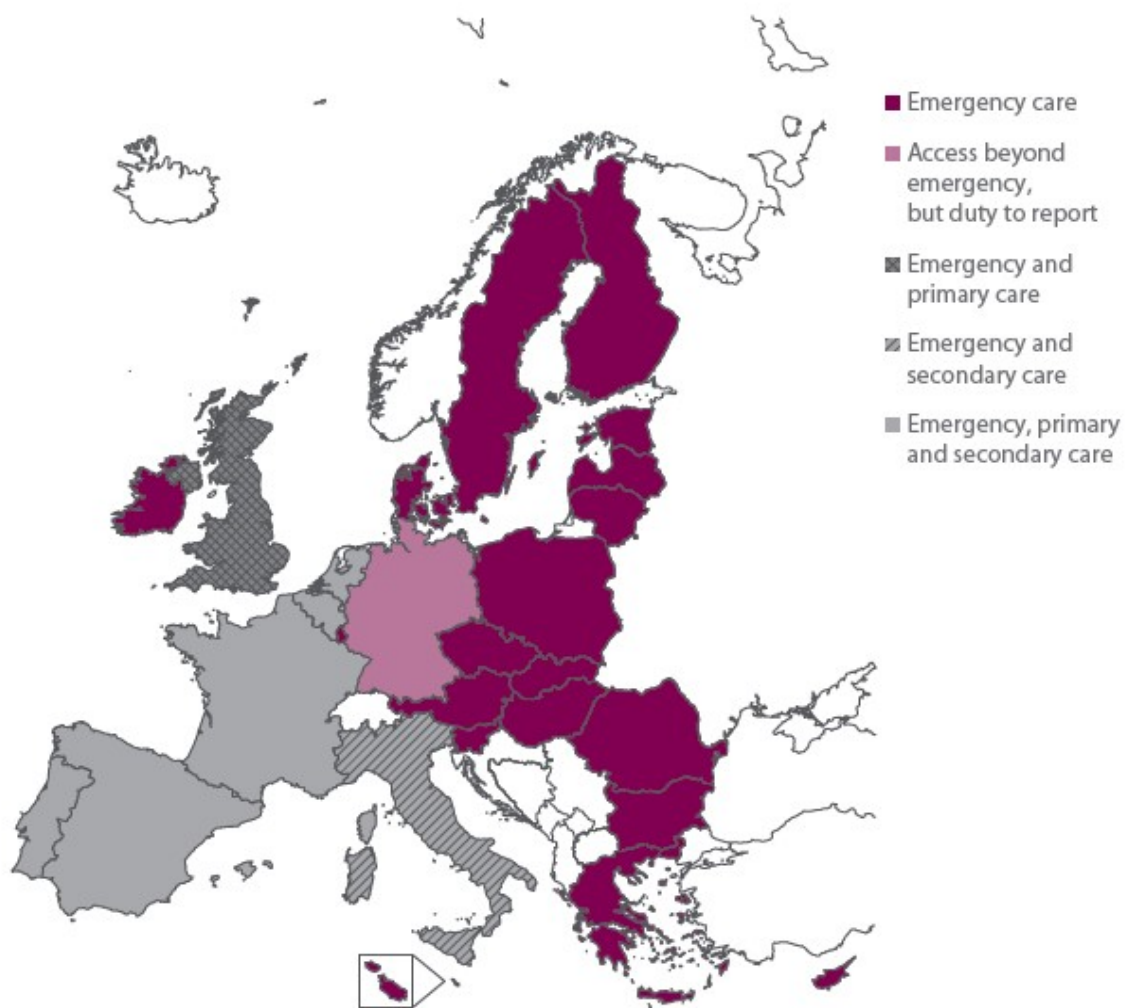 Emergency care
Access beyond
emergency,
but duty to report
Emergency and
primary care
Emergency and
secondary care
Emergency, primary
and secondary care